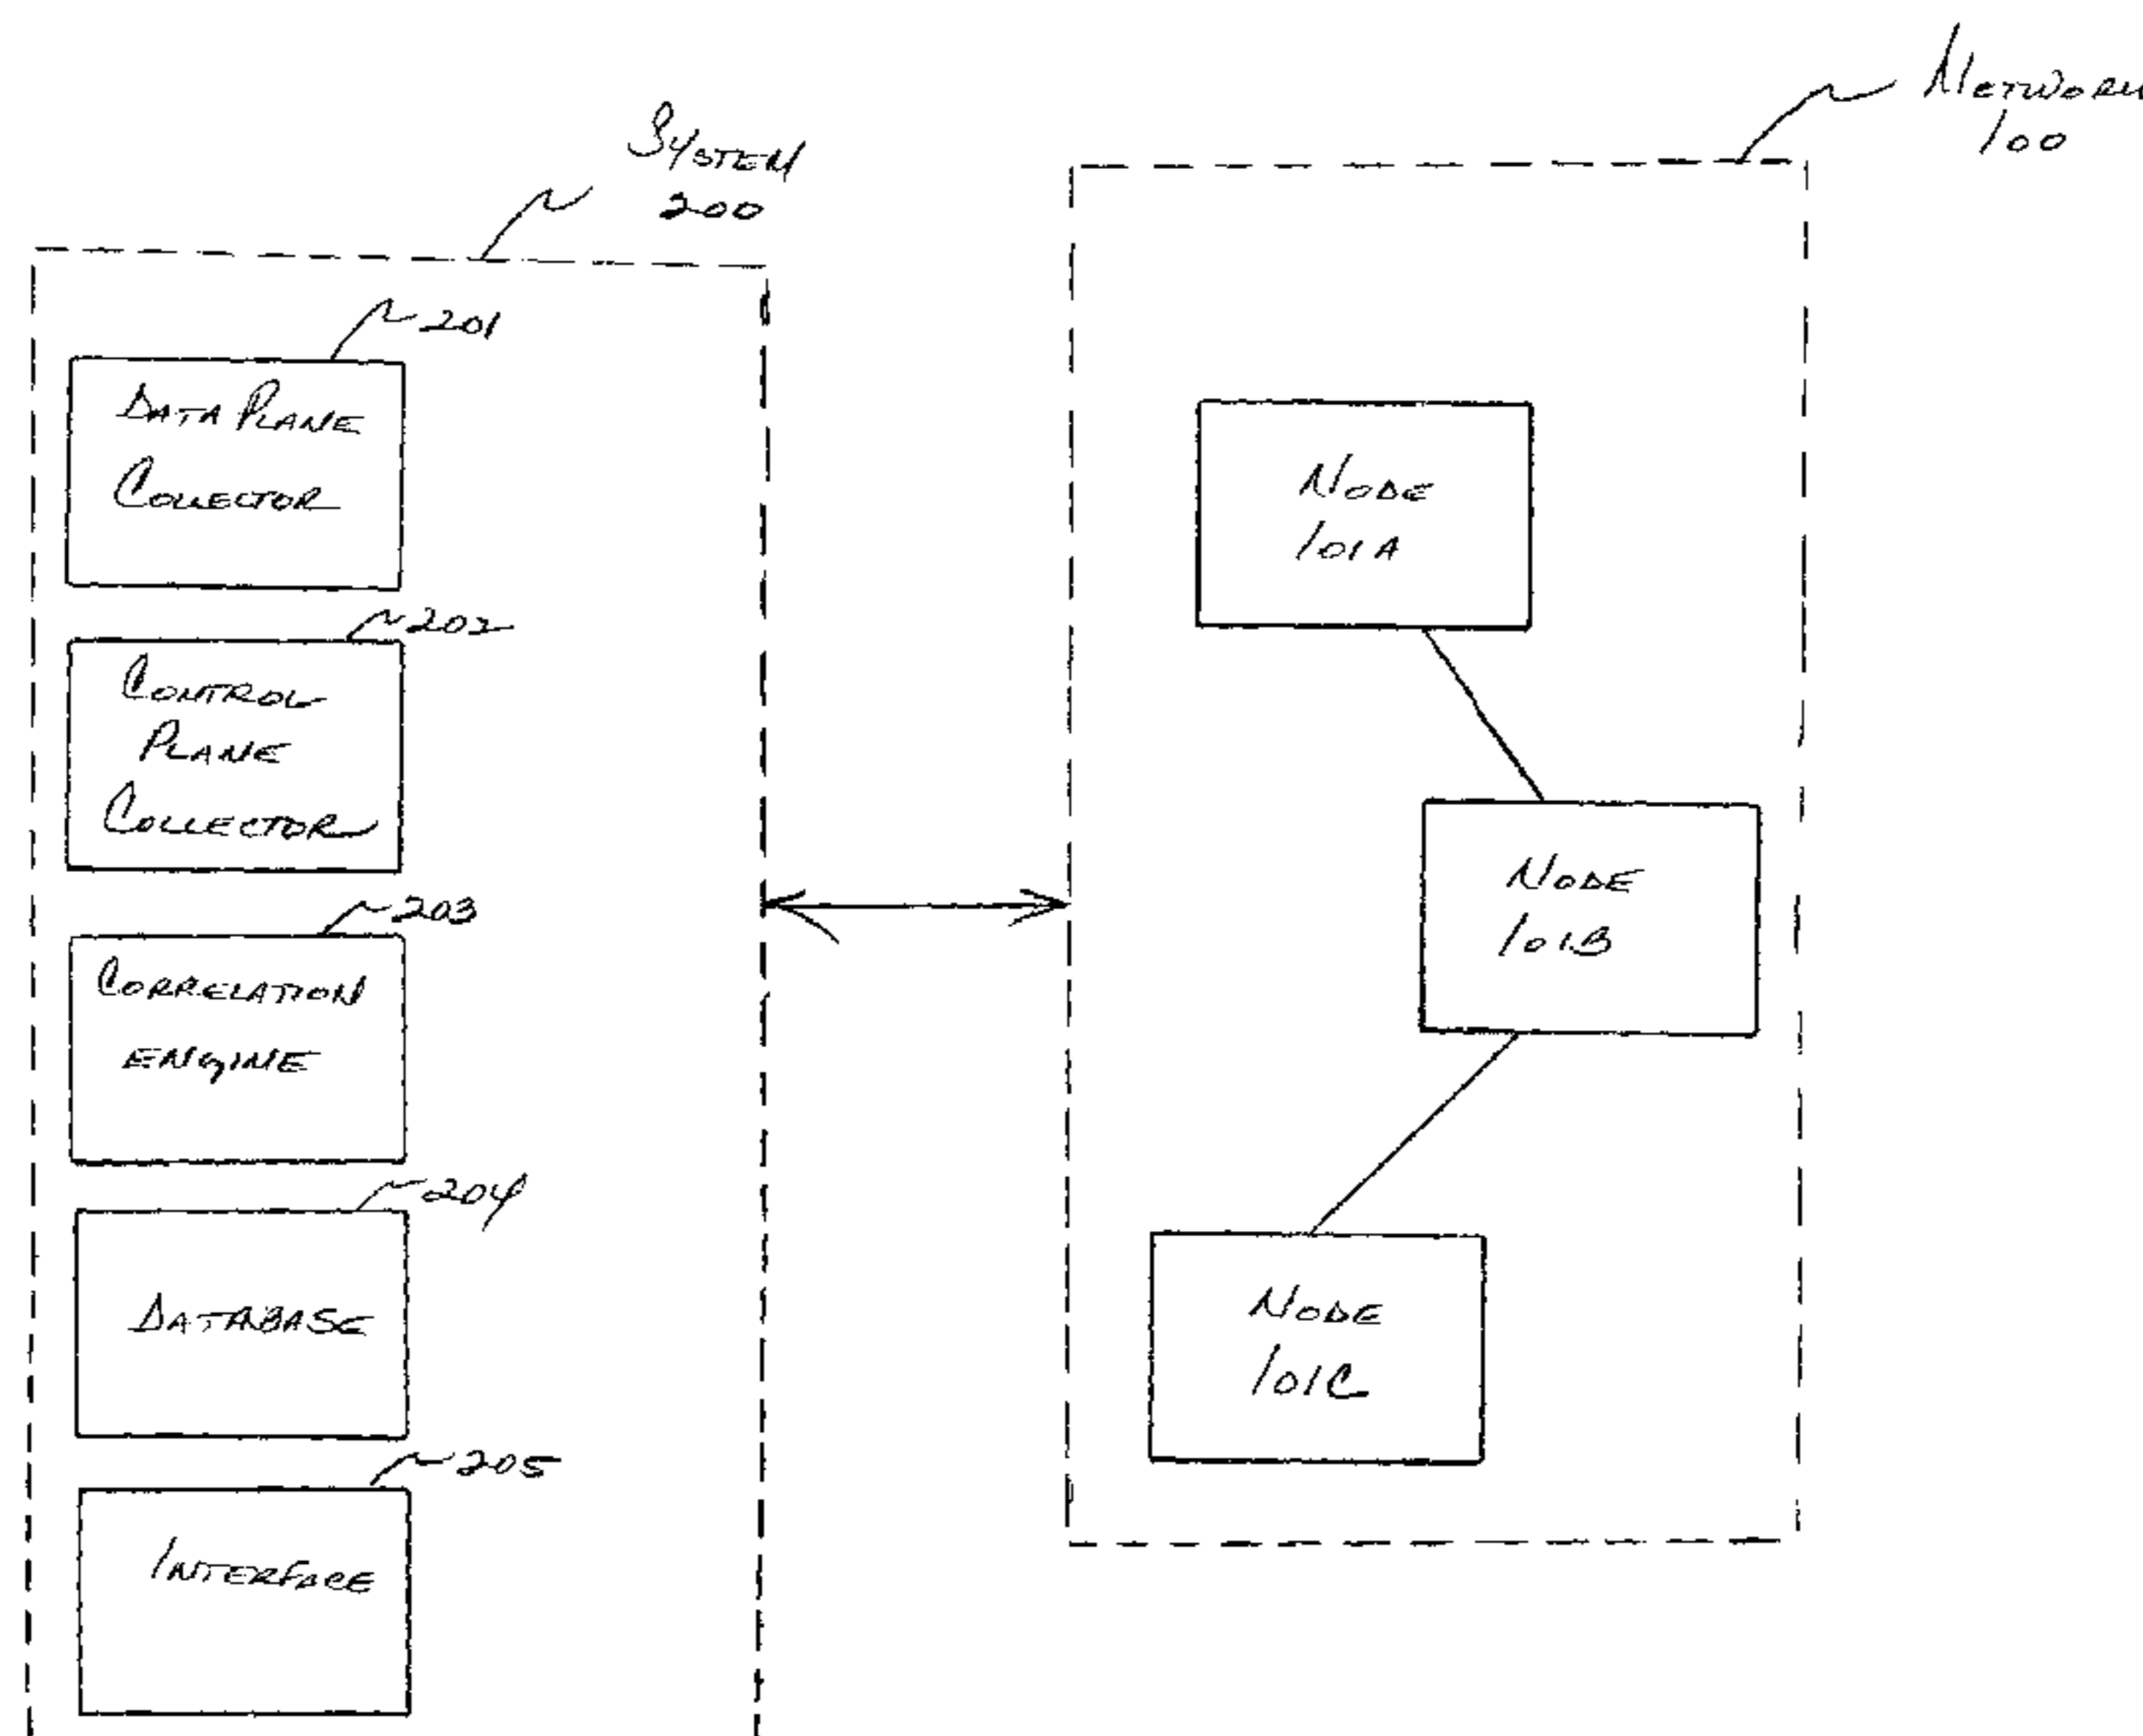 System
200
201
Data Plane
Collector
202
Control
Plane
Collector
203
Correlation
Engine
204
Database
205
Interface
Network
100
Node
101A
Node
101B
Node
101C